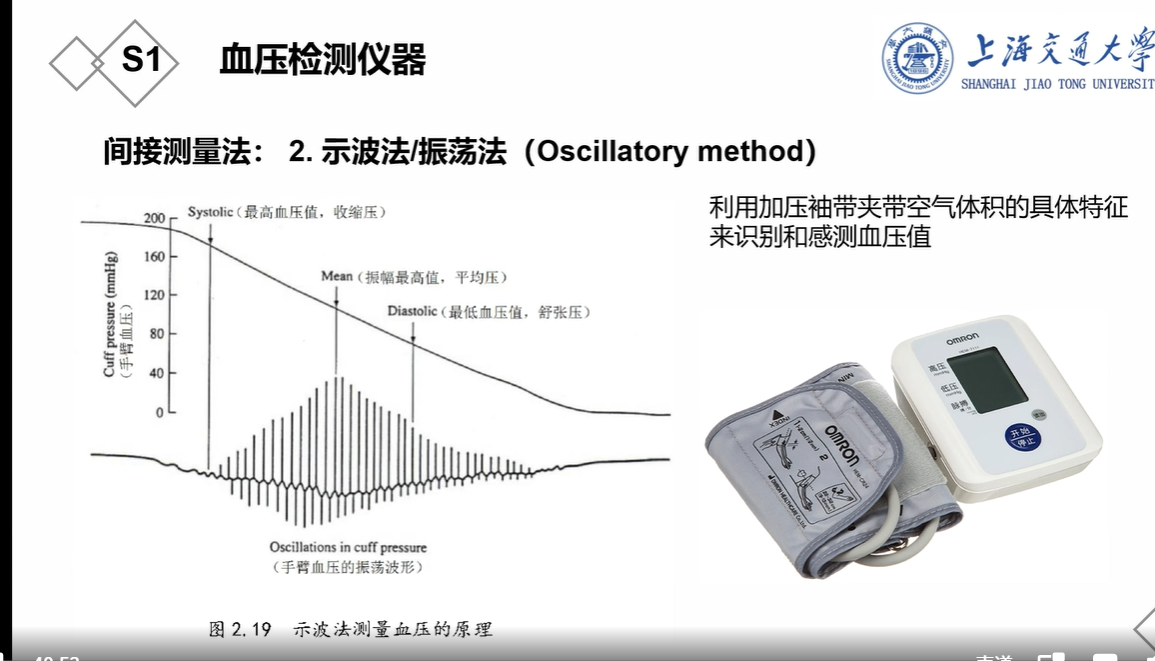 S1
血压检测仪器
上海交通大学
SHANGHAI JIAO TONG UNIVERSIT
间接测量法： 2. 示波法/振荡法（Oscillatory method）
利用加压袖带夹带空气体积的具体特征
来识别和感测血压值
Systolic（最高血压值，收缩压）
Mean（振幅最高值，平均压）
Diastolic（最低血压值，舒张压）
Cuff pressure (mmHg)
（手臂血压）
200
160
120
80
40
0
Oscillations in cuff pressure
（手臂血压的振荡波形）
图 2.19 示波法测量血压的原理
OMRON
高压
mmHg
低压
mmHg
脉搏
开始
停止
OMRON
INDEX